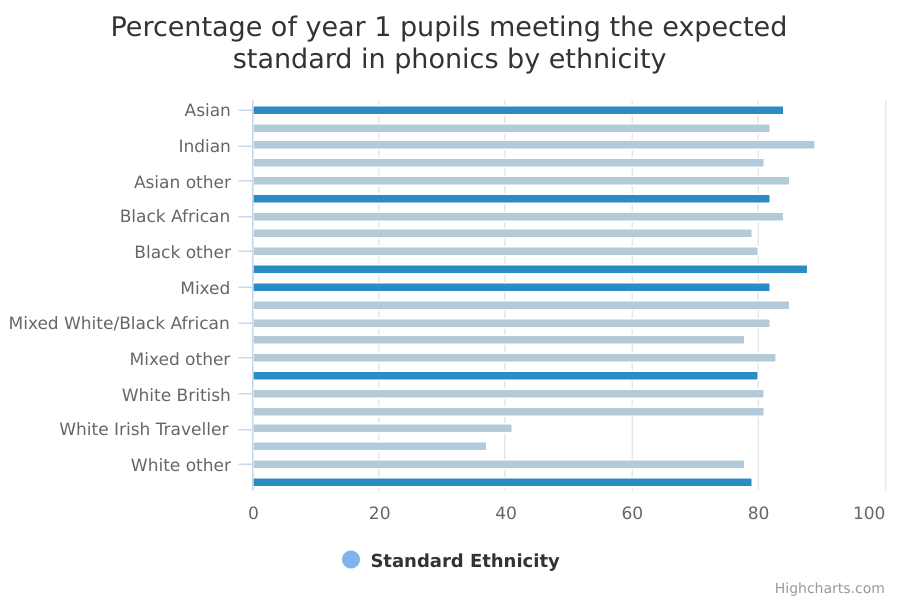 Percentage of year 1 pupils meeting the expected
standard in phonics by ethnicity
Asian
Indian
Asian other
Black African
Black other
Mixed
Mixed White/Black African
Mixed other
White British
White Irish Traveller
White other
0 20 40 60 80 100
Standard Ethnicity
Highcharts.com